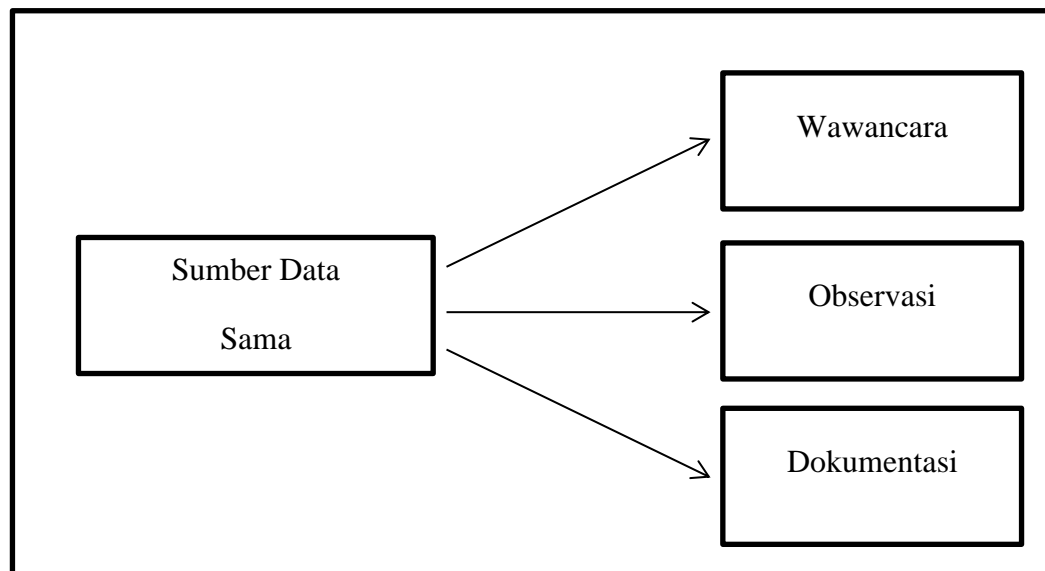 Wawancara
Sumber Data
Sama
Observasi
Dokumentasi